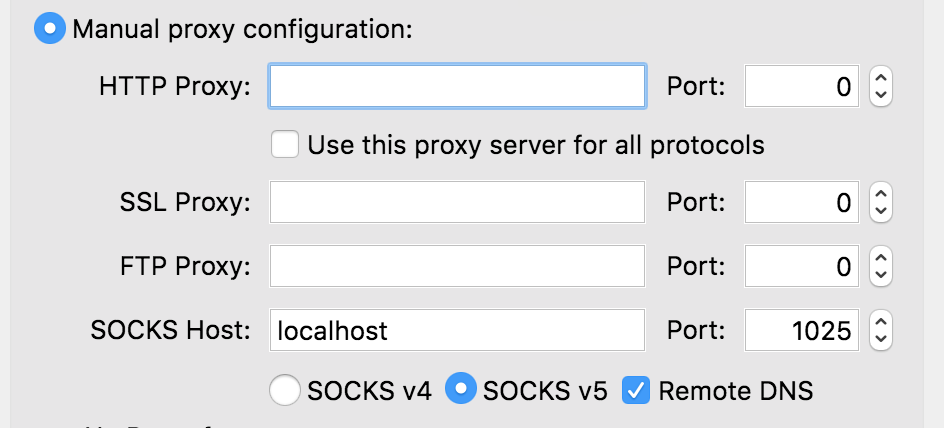 Manual proxy configuration:
HTTP Proxy: Port: 0
Use this proxy server for all protocols
SSL Proxy: Port: 0
FTP Proxy: Port: 0
SOCKS Host: localhost Port: 1025
SOCKS v4 SOCKS v5 Remote DNS